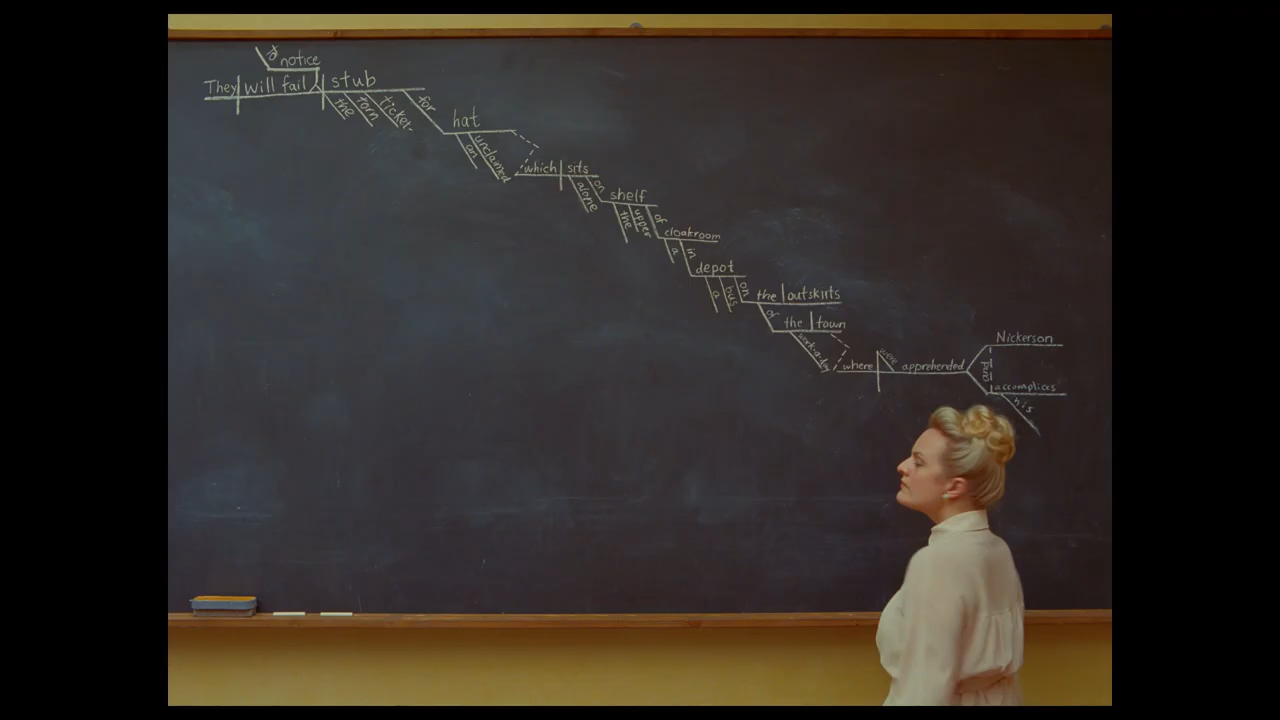 to
notice
They will fail stub
the torn ticket- for
hat
an unclaimed
which sits
alone on
shelf
the upper of
cloakroom
a in
depot
a bus on
the outskirts
of
the town
work-a-day
where were apprehended
Nickerson
and
accomplices
his